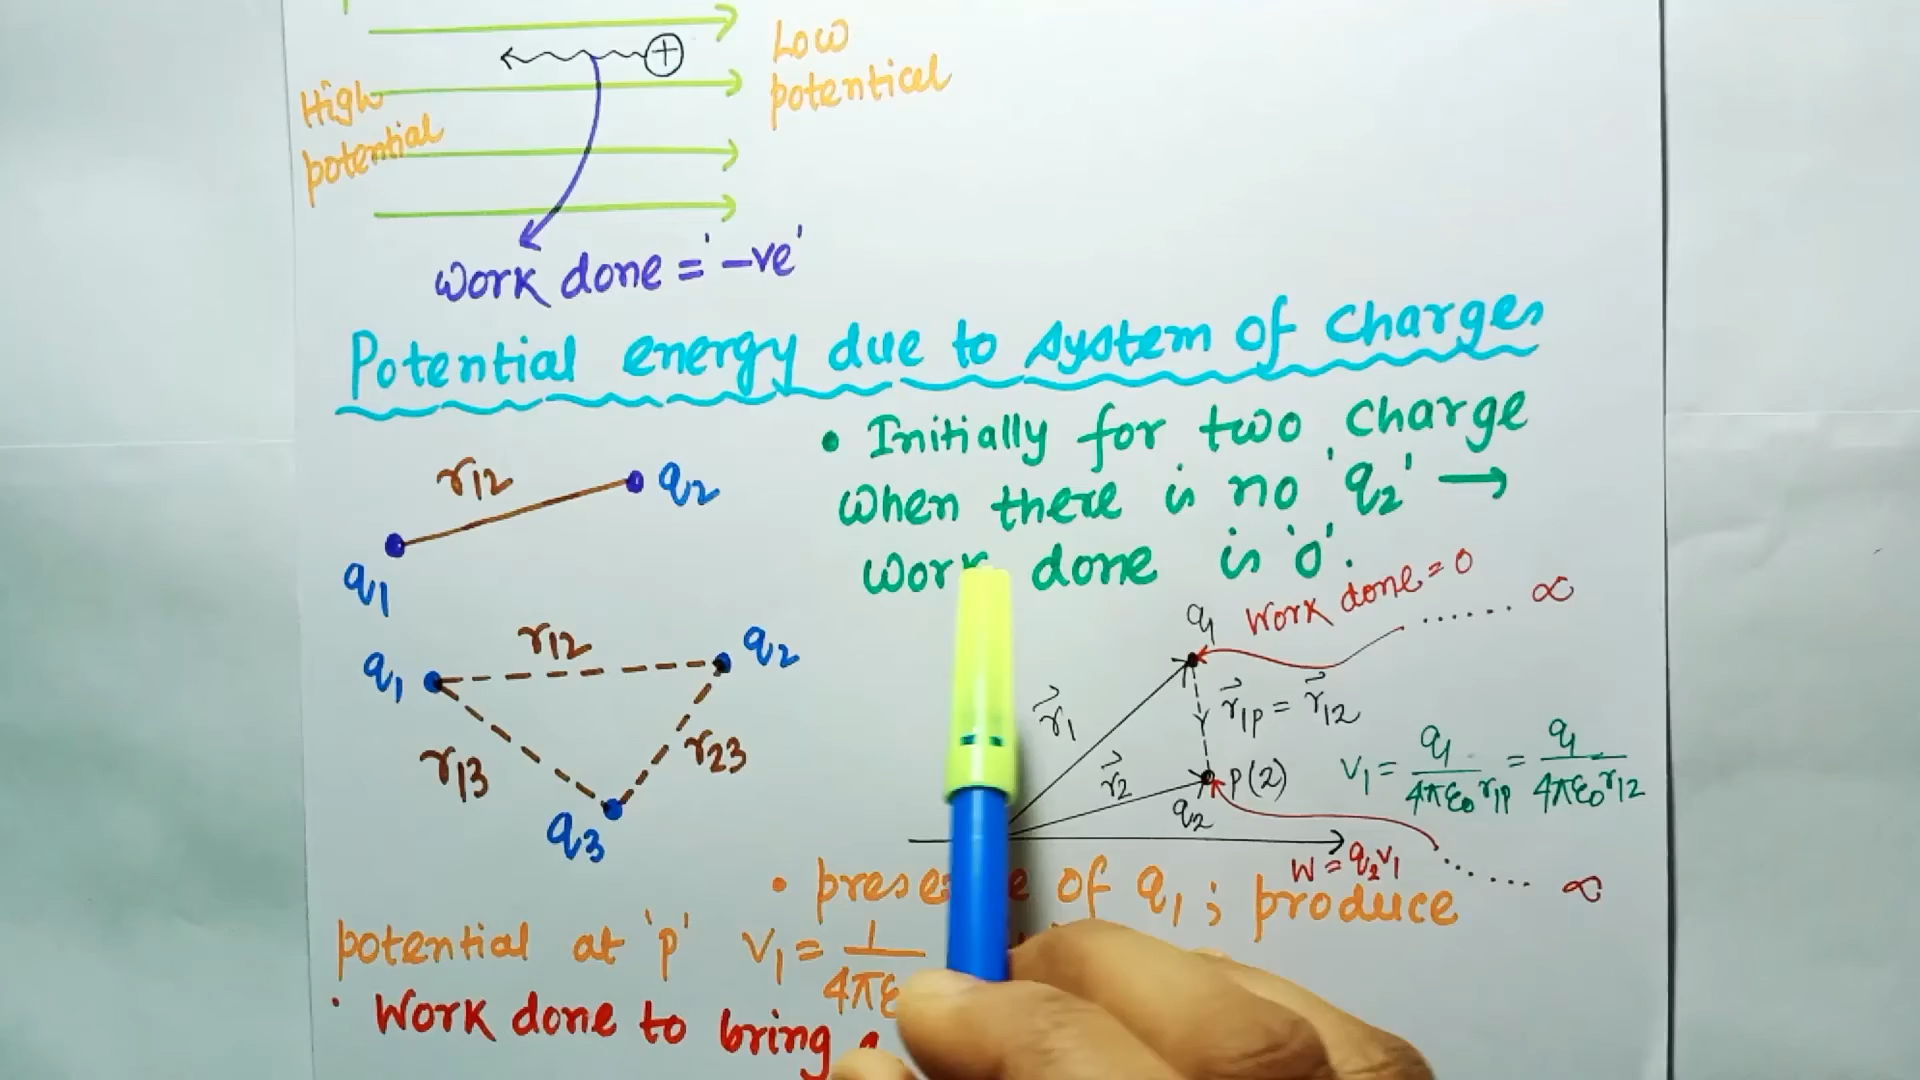 High
potential
Low
potential
+
Work done = '-ve'
Potential energy due to system of charges
• Initially for two charge
when there is no 'q₂' →
work done is '0'.
r₁₂
q₂
q₁
q₁
r₁₂
q₂
r₁₃
r₂₃
q₃
q₁
Work done = 0
...... ∞
r⃗₁
r⃗₁P = r⃗₁₂
r⃗₂
P(2)
q₂
V₁ = q₁/4πε₀r₁P = q₁/4πε₀r₁₂
W = q₂V₁
...... ∞
• of q₁ ; produce
potential at 'p' V₁ = 1/4πε
• Work done to bring